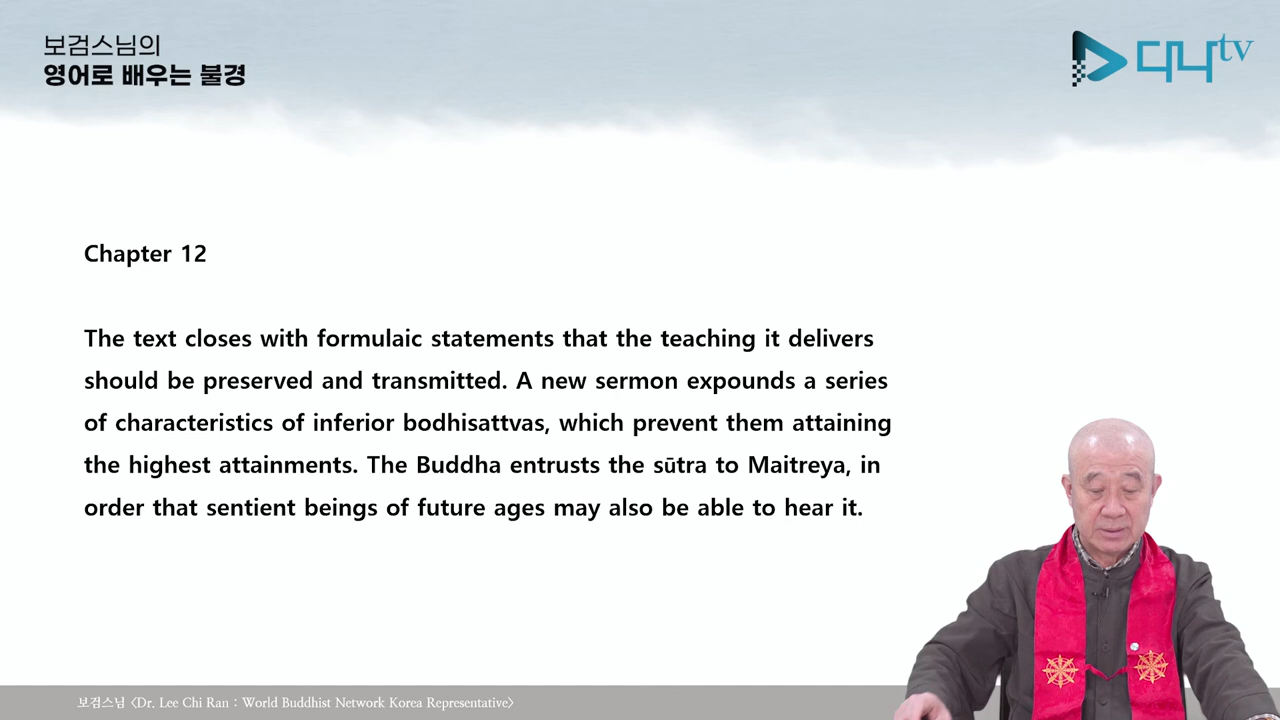 보검스님의
영어로 배우는 불경
다나tv
Chapter 12
The text closes with formulaic statements that the teaching it delivers
should be preserved and transmitted. A new sermon expounds a series
of characteristics of inferior bodhisattvas, which prevent them attaining
the highest attainments. The Buddha entrusts the sūtra to Maitreya, in
order that sentient beings of future ages may also be able to hear it.
보검스님 <Dr. Lee Chi Ran : World Buddhist Network Korea Representative>